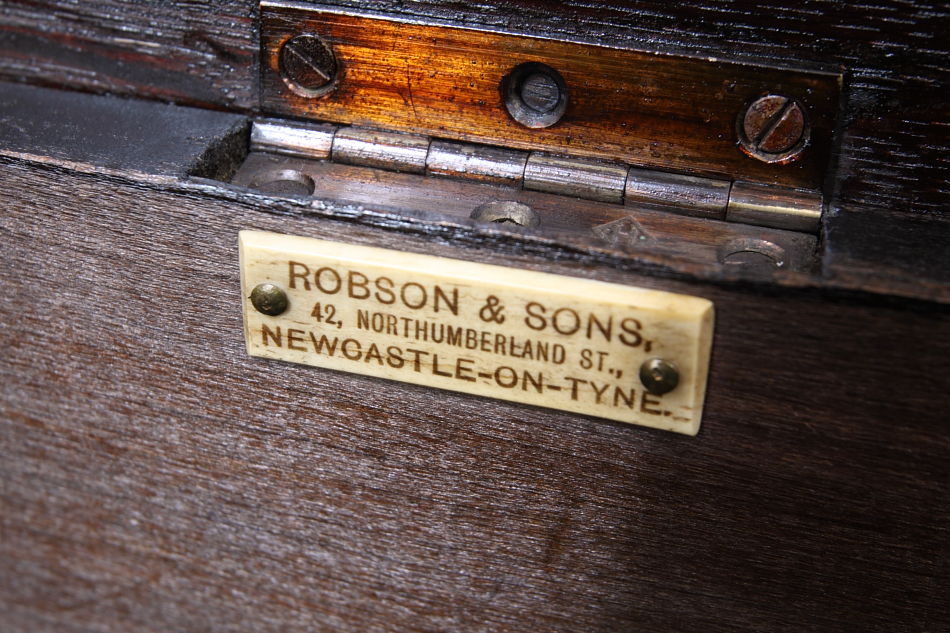 ROBSON & SONS,
42, NORTHUMBERLAND ST.,
NEWCASTLE-ON-TYNE.